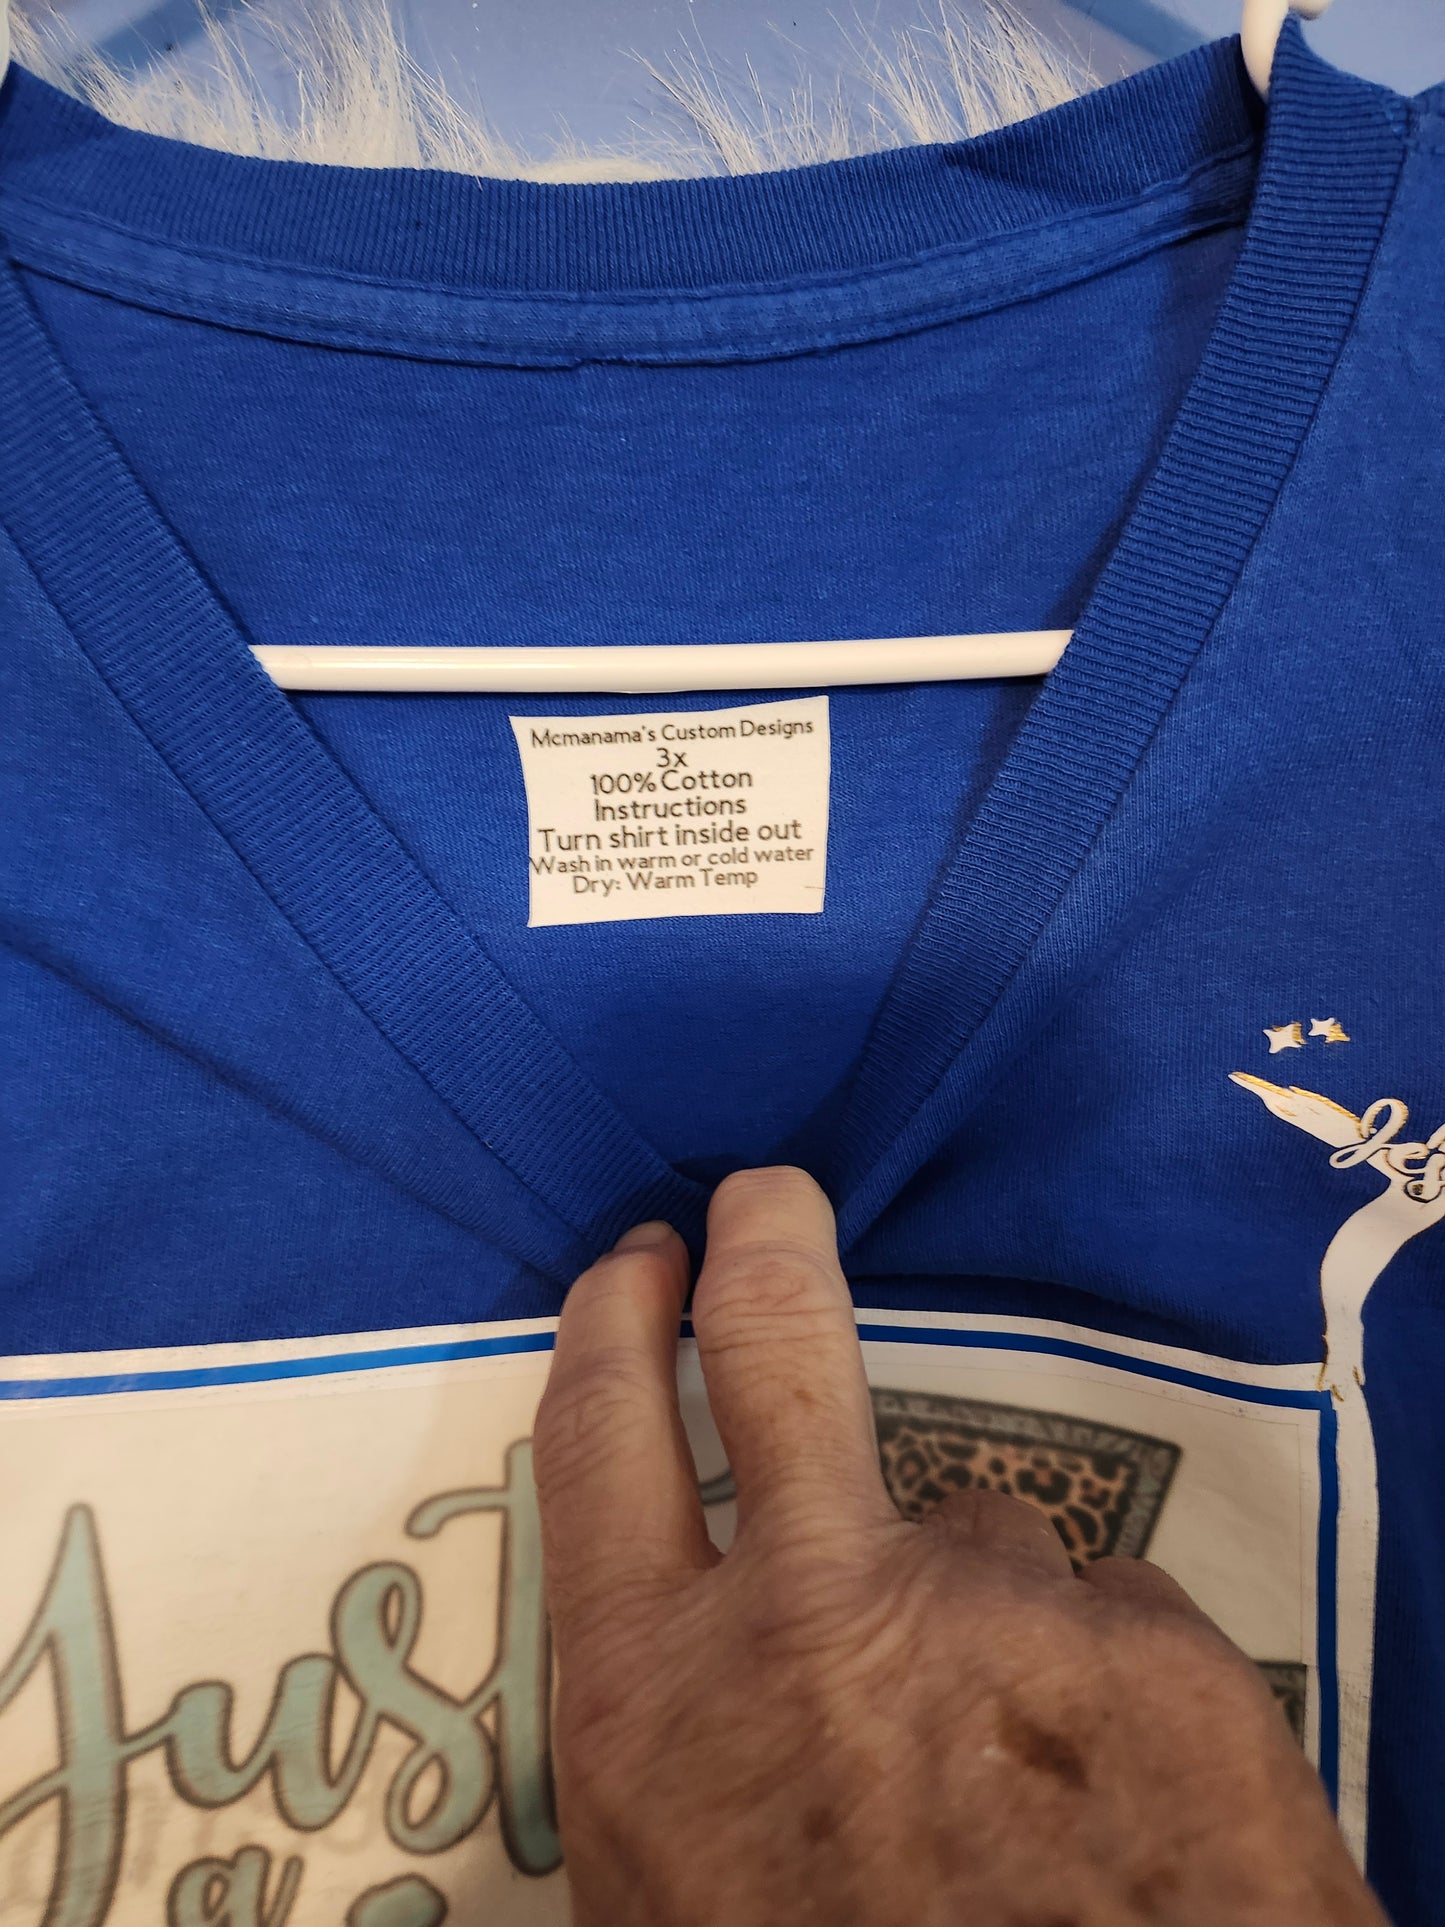 Mcmanama's Custom Designs
3x
100% Cotton
Instructions
Turn shirt inside out
Wash in warm or cold water
Dry: Warm Temp
Just
a